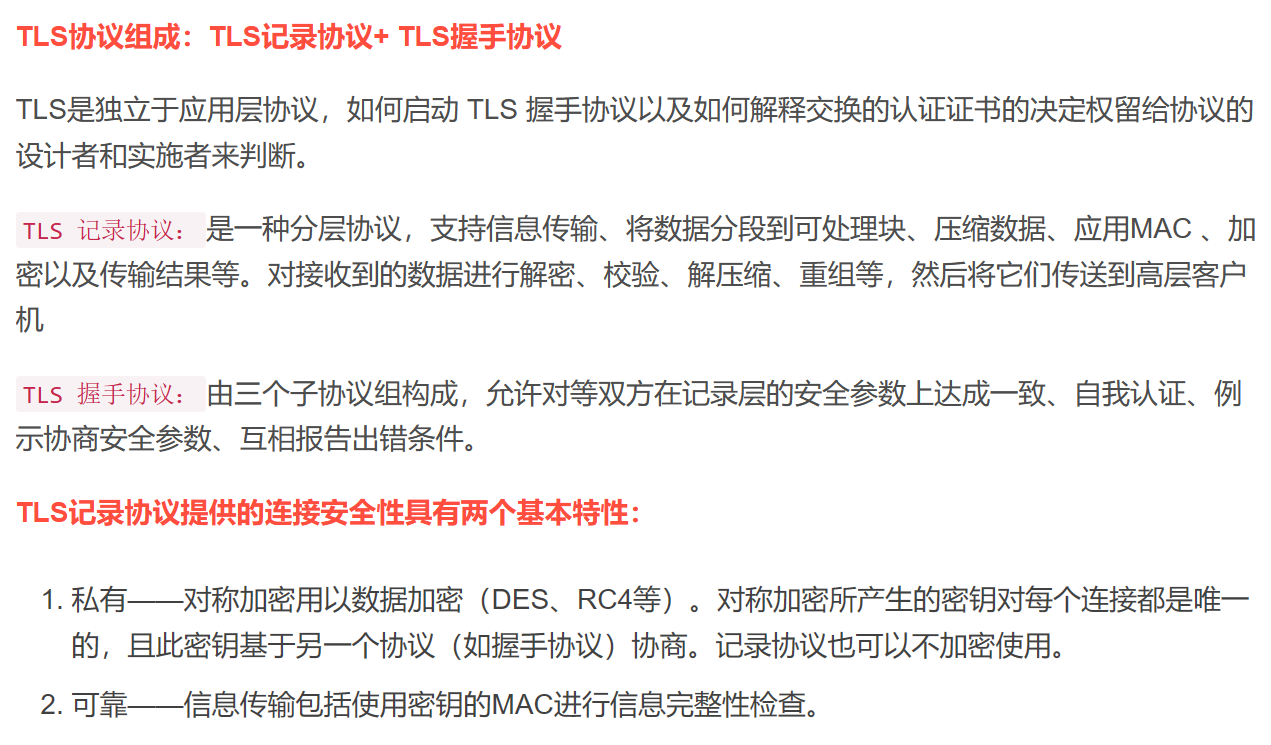 TLS协议组成：TLS记录协议+ TLS握手协议
TLS是独立于应用层协议，如何启动 TLS 握手协议以及如何解释交换的认证证书的决定权留给协议的
设计者和实施者来判断。
TLS 记录协议：是一种分层协议，支持信息传输、将数据分段到可处理块、压缩数据、应用MAC 、加
密以及传输结果等。对接收到的数据进行解密、校验、解压缩、重组等，然后将它们传送到高层客户
机
TLS 握手协议：由三个子协议组构成，允许对等双方在记录层的安全参数上达成一致、自我认证、例
示协商安全参数、互相报告出错条件。
TLS记录协议提供的连接安全性具有两个基本特性：
1. 私有——对称加密用以数据加密（DES、RC4等）。对称加密所产生的密钥对每个连接都是唯一
的，且此密钥基于另一个协议（如握手协议）协商。记录协议也可以不加密使用。
2. 可靠——信息传输包括使用密钥的MAC进行信息完整性检查。